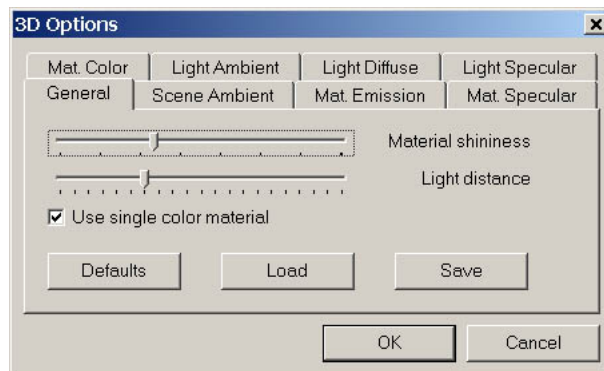 3D Options
Mat. Color Light Ambient Light Diffuse Light Specular
General Scene Ambient Mat. Emission Mat. Specular
Material shininess
Light distance
Use single color material
Defaults Load Save
OK Cancel